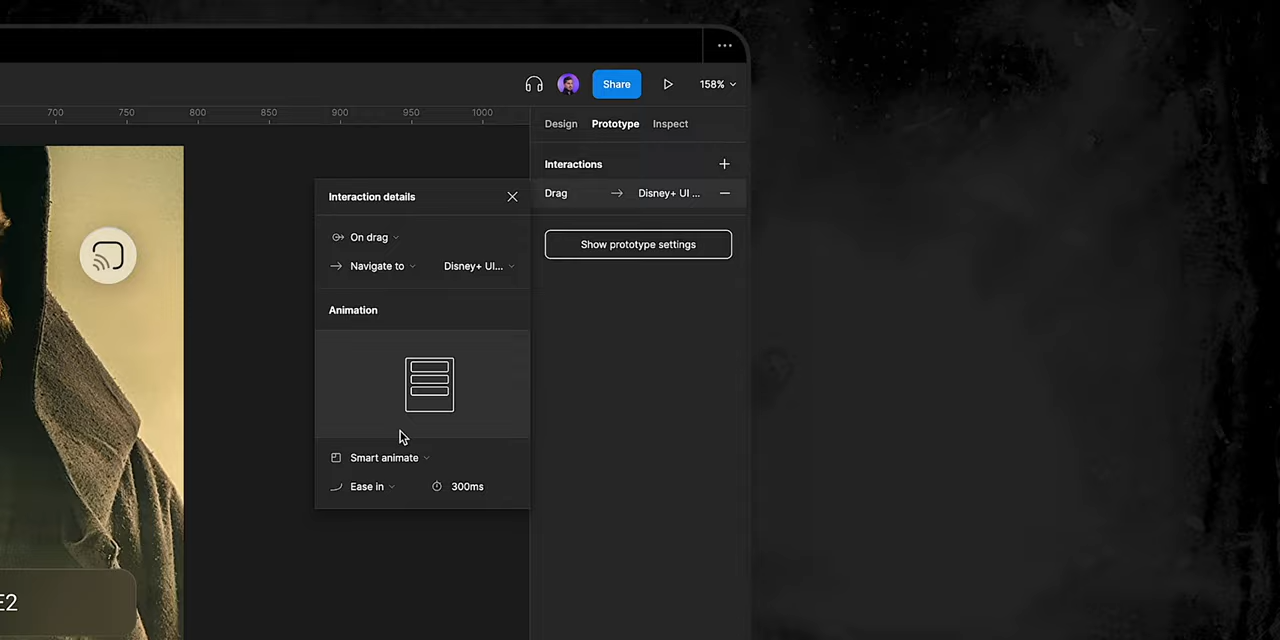 Share
158%
700 750 800 850 900 950 1000
Design Prototype Inspect
Interactions
Drag Disney+ UI ...
Show prototype settings
Interaction details
On drag
Navigate to Disney+ UI...
Animation
Smart animate
Ease in 300ms
E2